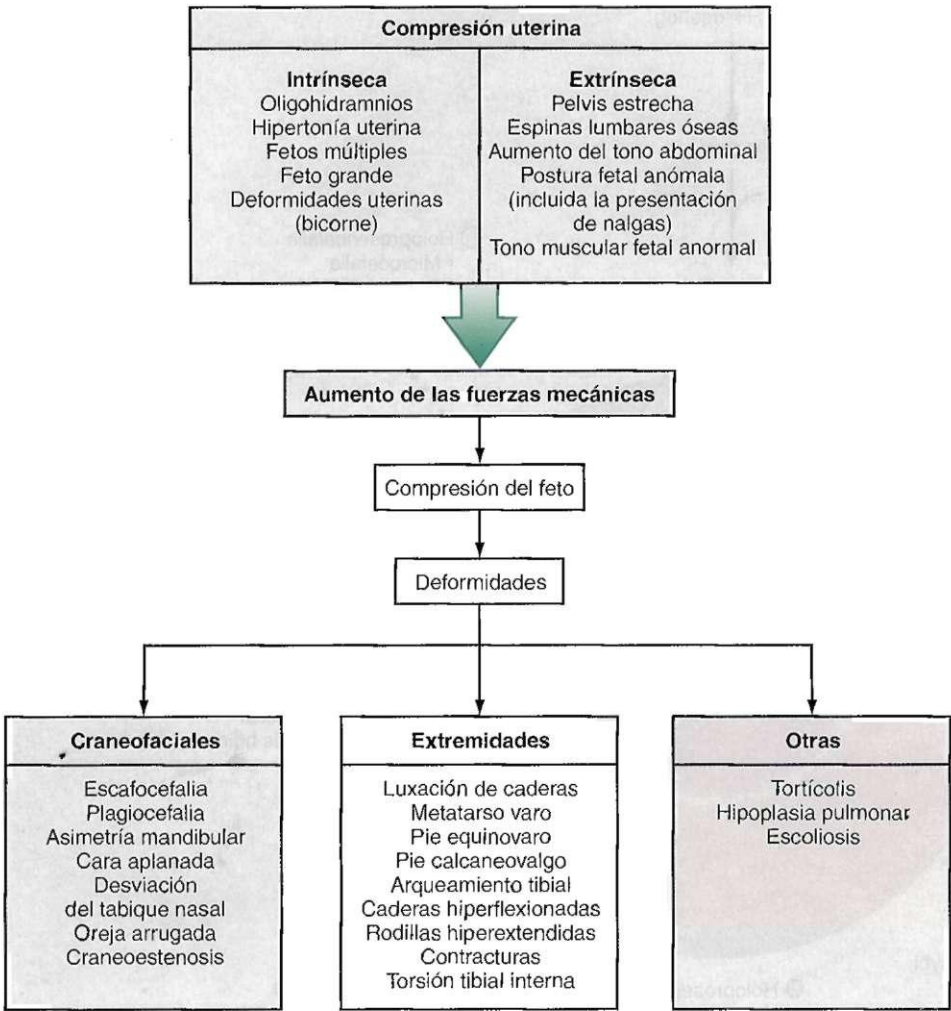 Compresión uterina
Intrínseca
Oligohidramnios
Hipertonía uterina
Fetos múltiples
Feto grande
Deformidades uterinas
(bicorne)
Extrínseca
Pelvis estrecha
Espinas lumbares óseas
Aumento del tono abdominal
Postura fetal anómala
(incluida la presentación
de nalgas)
Tono muscular fetal anormal
Aumento de las fuerzas mecánicas
Compresión del feto
Deformidades
Craneofaciales
Escafocefalia
Plagiocefalia
Asimetría mandibular
Cara aplanada
Desviación
del tabique nasal
Oreja arrugada
Craneoestenosis
Extremidades
Luxación de caderas
Metatarso varo
Pie equinovaro
Pie calcaneovalgo
Arqueamiento tibial
Caderas hiperflexionadas
Rodillas hiperextendidas
Contracturas
Torsión tibial interna
Otras
Tortícolis
Hipoplasia pulmonar
Escoliosis